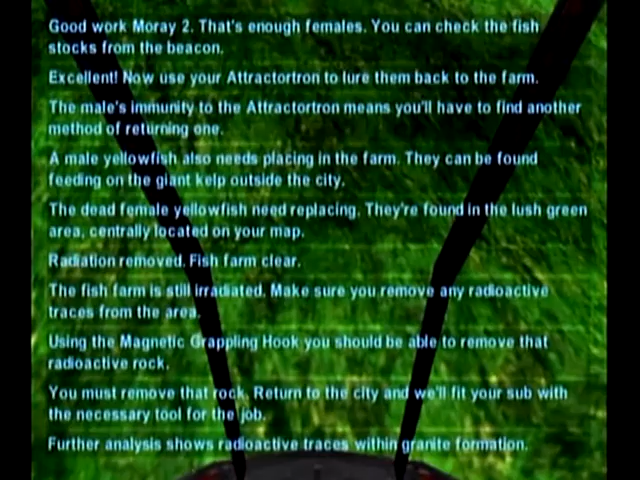 Good work Moray 2. That's enough females. You can check the fish
stocks from the beacon.
Excellent! Now use your Attractortron to lure them back to the farm.
The male's immunity to the Attractortron means you'll have to find another
method of returning one.
A male yellowfish also needs placing in the farm. They can be found
feeding on the giant kelp outside the city.
The dead female yellowfish need replacing. They're found in the lush green
area, centrally located on your map.
Radiation removed. Fish farm clear.
The fish farm is still irradiated. Make sure you remove any radioactive
traces from the area.
Using the Magnetic Grappling Hook you should be able to remove that
radioactive rock.
You must remove that rock. Return to the city and we'll fit your sub with
the necessary tool for the job.
Further analysis shows radioactive traces within granite formation.